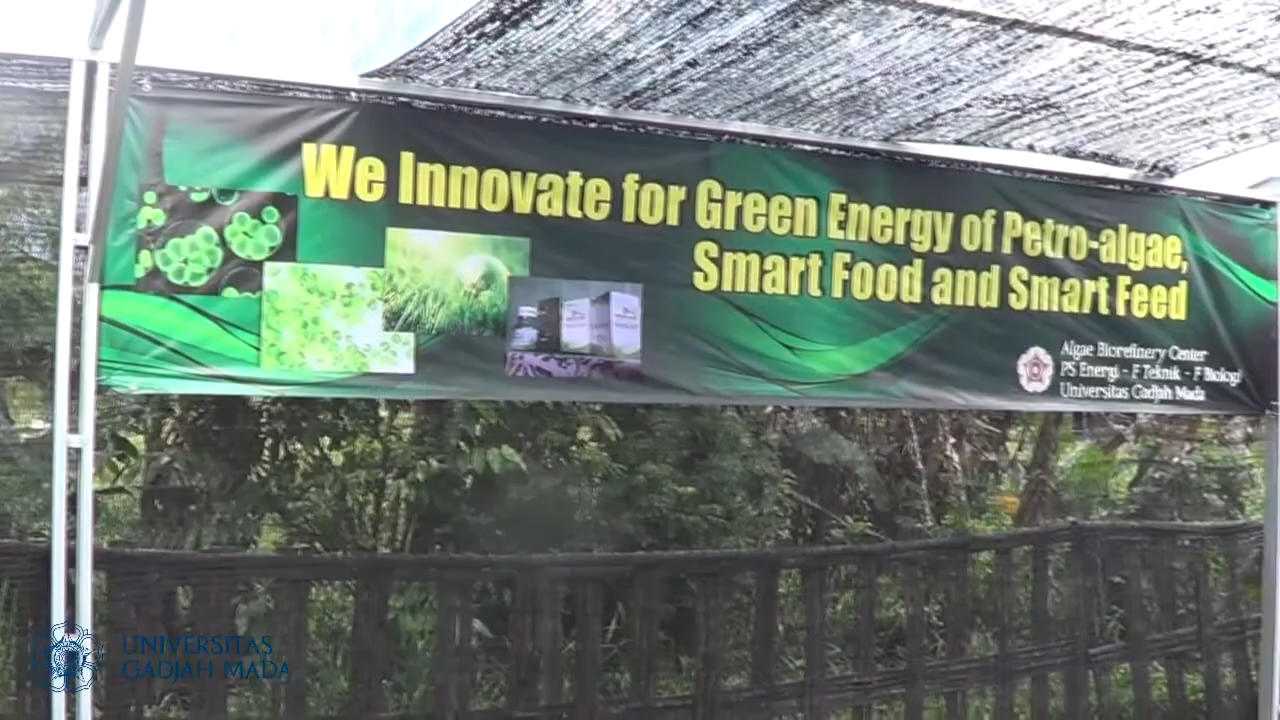 We Innovate for Green Energy of Petro-algae,
Smart Food and Smart Feed
Algae Biorefinery Center
PS Energi - F Teknik - F Biologi
Universitas Gadjah Mada
UNIVERSITAS
GADJAH MADA